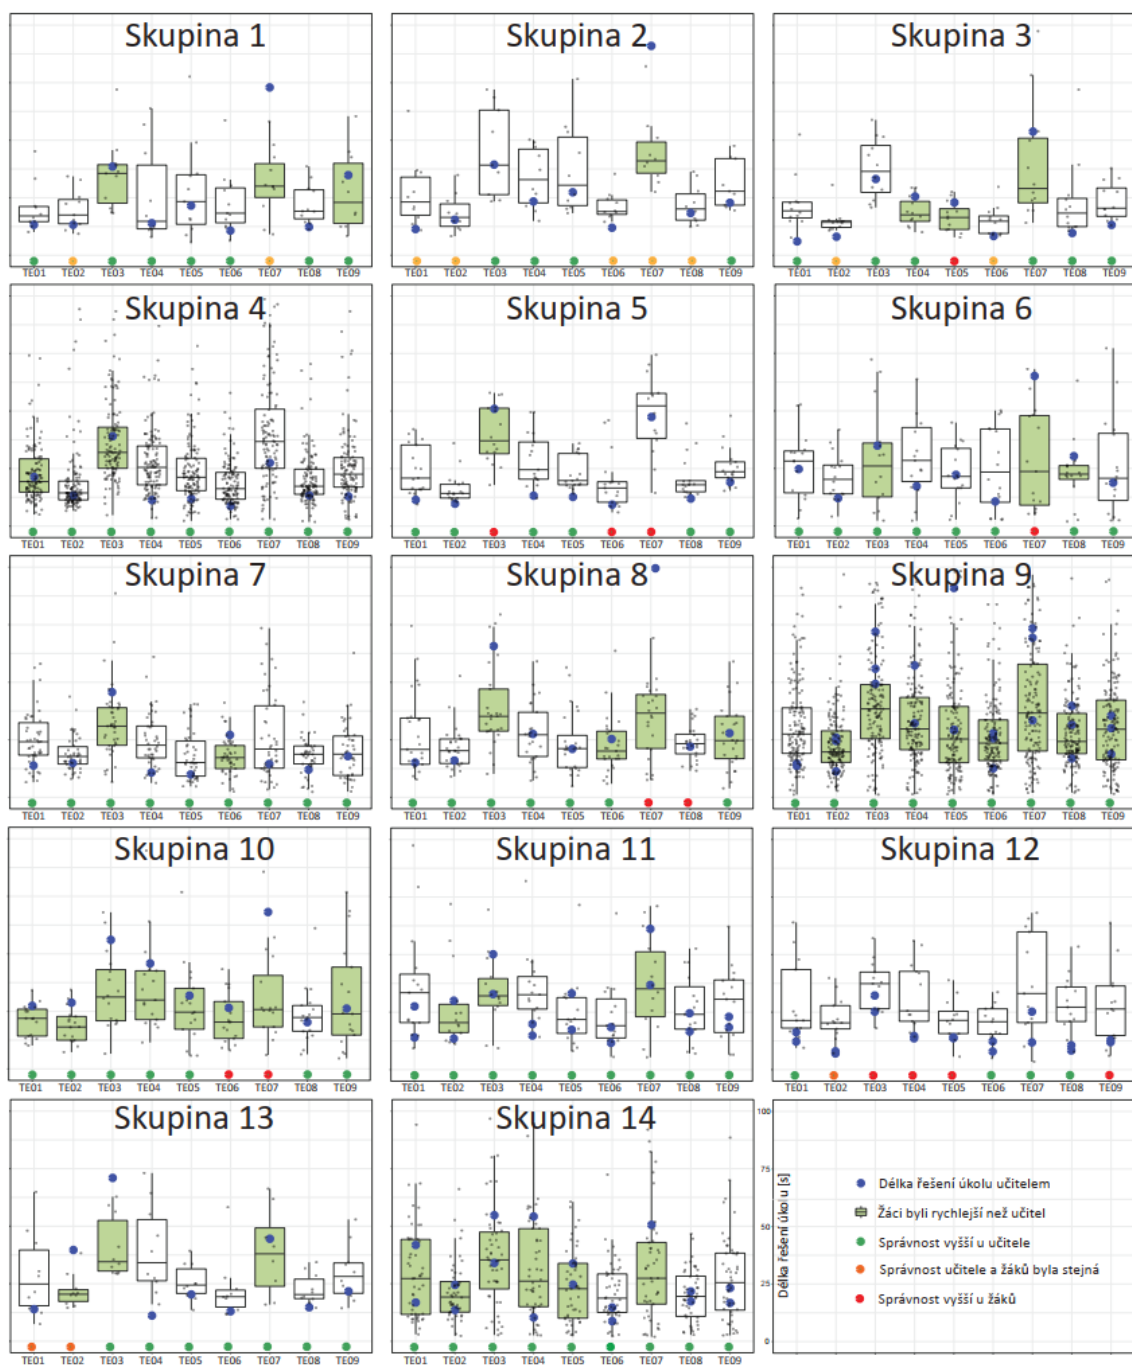 Skupina 1
TE01 TE02 TE03 TE04 TE05 TE06 TE07 TE08 TE09
Skupina 2
TE01 TE02 TE03 TE04 TE05 TE06 TE07 TE08 TE09
Skupina 3
TE01 TE02 TE03 TE04 TE05 TE06 TE07 TE08 TE09
Skupina 4
TE01 TE02 TE03 TE04 TE05 TE06 TE07 TE08 TE09
Skupina 5
TE01 TE02 TE03 TE04 TE05 TE06 TE07 TE08 TE09
Skupina 6
TE01 TE02 TE03 TE04 TE05 TE06 TE07 TE08 TE09
Skupina 7
TE01 TE02 TE03 TE04 TE05 TE06 TE07 TE08 TE09
Skupina 8
TE01 TE02 TE03 TE04 TE05 TE06 TE07 TE08 TE09
Skupina 9
TE01 TE02 TE03 TE04 TE05 TE06 TE07 TE08 TE09
Skupina 10
TE01 TE02 TE03 TE04 TE05 TE06 TE07 TE08 TE09
Skupina 11
TE01 TE02 TE03 TE04 TE05 TE06 TE07 TE08 TE09
Skupina 12
TE01 TE02 TE03 TE04 TE05 TE06 TE07 TE08 TE09
Skupina 13
TE01 TE02 TE03 TE04 TE05 TE06 TE07 TE08 TE09
Skupina 14
TE01 TE02 TE03 TE04 TE05 TE06 TE07 TE08 TE09
Délka řešení úkolu [s]
100
75
50
25
0
Délka řešení úkolu učitelem
Žáci byli rychlejší než učitel
Správnost vyšší u učitele
Správnost učitele a žáků byla stejná
Správnost vyšší u žáků